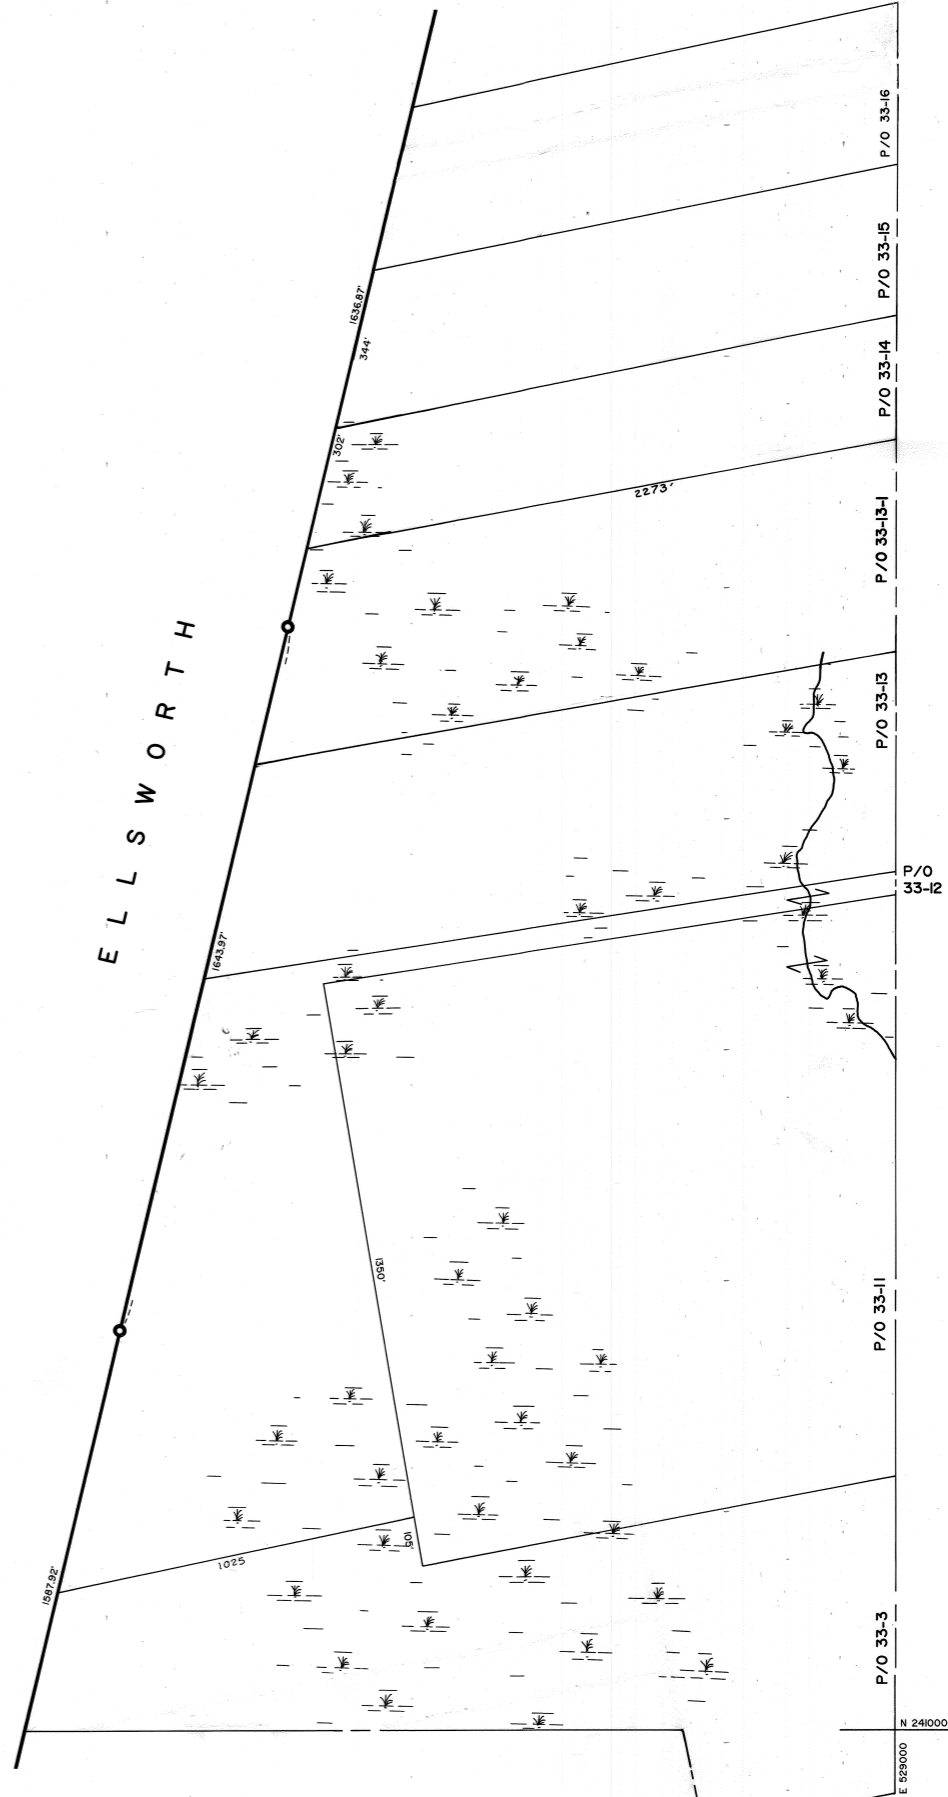 P/O 33-16
P/O 33-15
1636.87'
344'
P/O 33-14
302'
2273'
P/O 33-13-1
ELLSWORTH
P/O 33-13
P/O
33-12
1643.97'
1350'
P/O 33-11
105'
1025
1587.92'
P/O 33-3
N 241000
E 529000